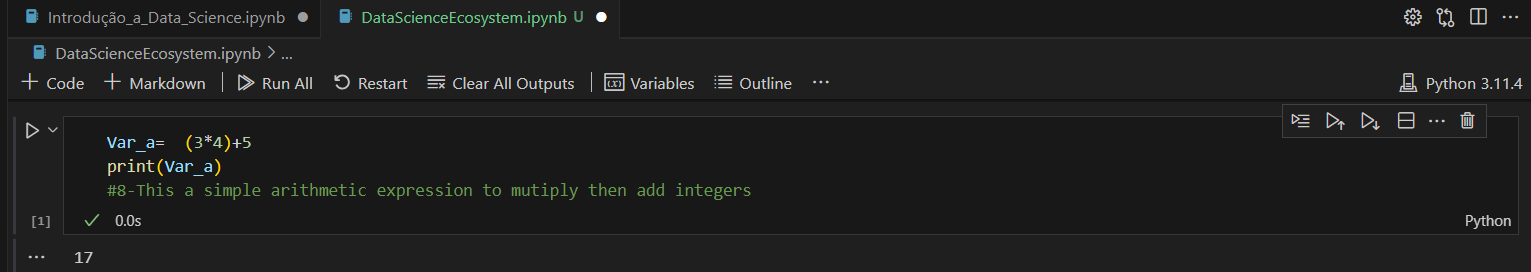 Introdução_a_Data_Science.ipynb
DataScienceEcosystem.ipynb U
DataScienceEcosystem.ipynb > ...
+ Code + Markdown Run All Restart Clear All Outputs Variables Outline ... Python 3.11.4
Var_a=  (3*4)+5
print(Var_a)
#8-This a simple arithmetic expression to mutiply then add integers
[1] 0.0s Python
... 17